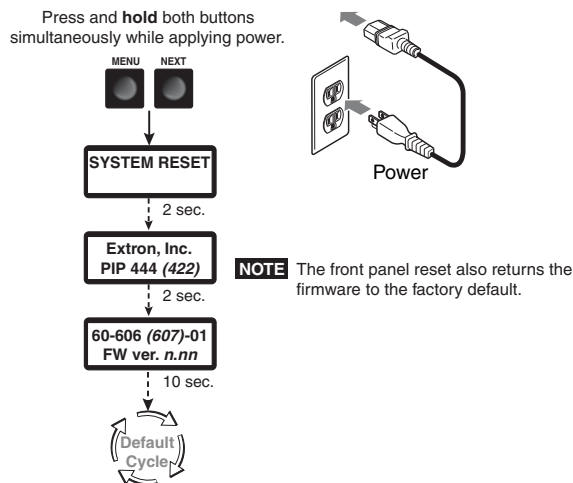 Press and hold both buttons
simultaneously while applying power.
MENU NEXT
SYSTEM RESET
2 sec.
Extron, Inc.
PIP 444 (422)
2 sec.
60-606 (607)-01
FW ver. n.nn
10 sec.
Default
Cycle
Power
NOTE The front panel reset also returns the
firmware to the factory default.